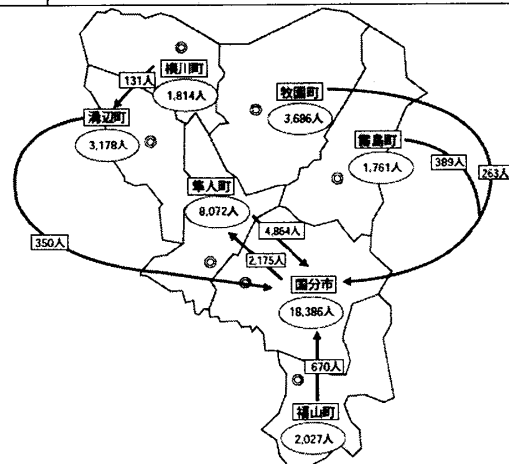 横川町
131人
1,814人
牧園町
3,686人
溝辺町
3,178人
霧島町
1,761人
389人
263人
隼人町
8,072人
4,864人
350人
2,175人
国分市
18,386人
670人
福山町
2,027人